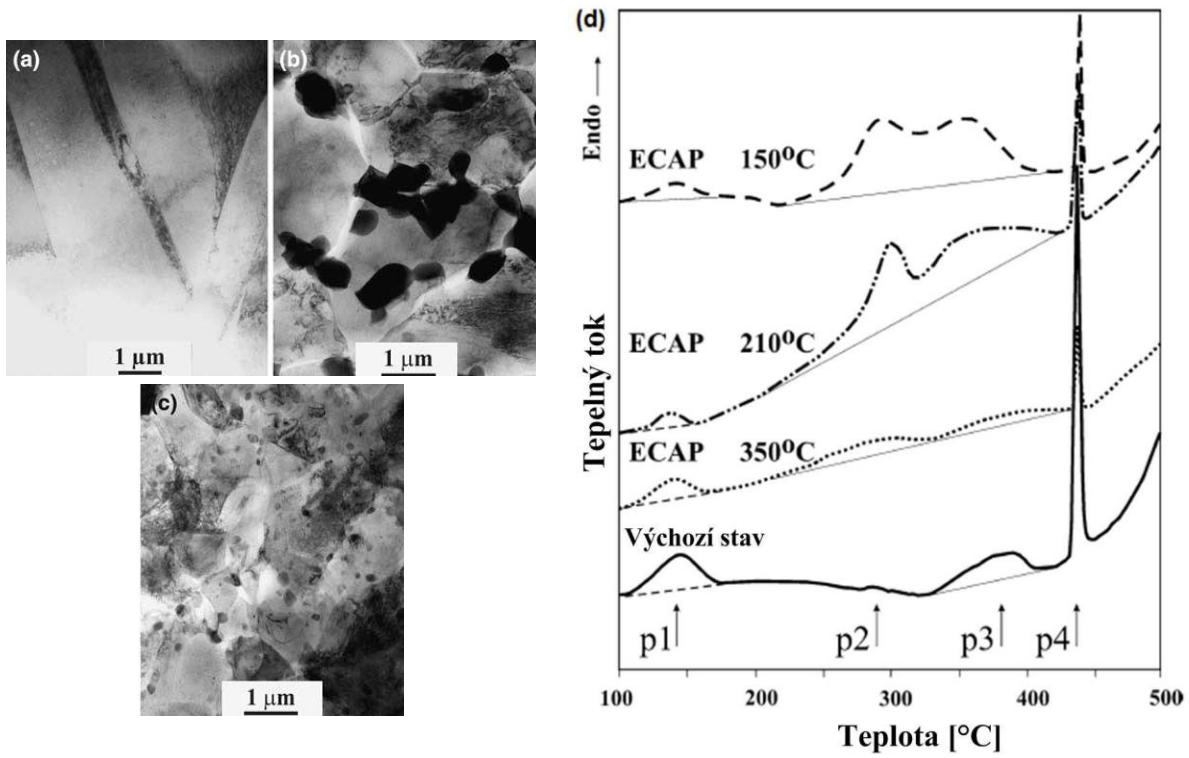 (a)
1 µm
(b)
1 µm
(c)
1 µm
(d)
Endo
Tepelný tok
ECAP 150°C
ECAP 210°C
ECAP 350°C
Výchozí stav
p1 p2 p3 p4
100 200 300 400 500
Teplota [°C]